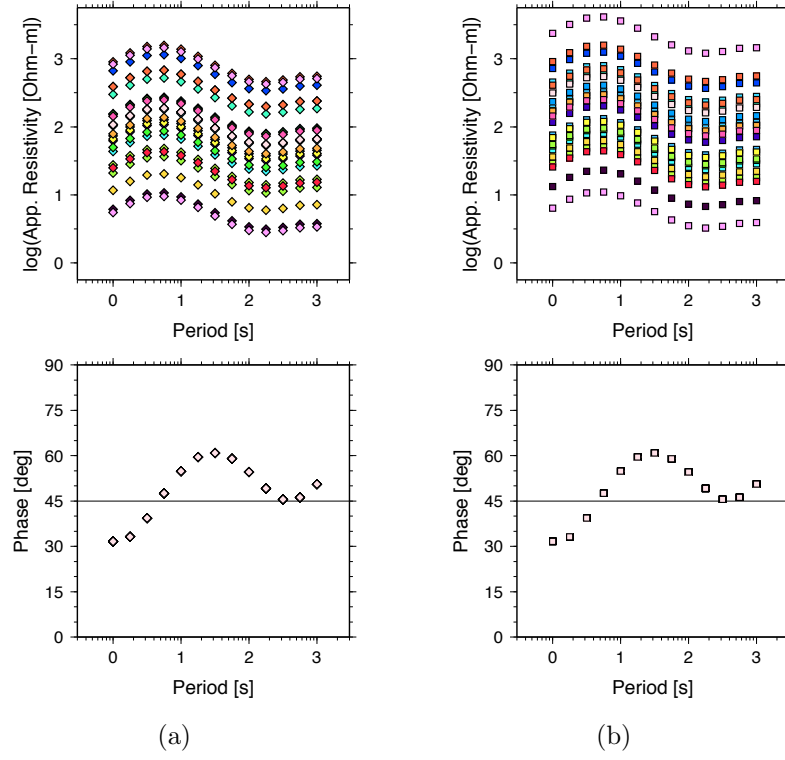 log(App. Resistivity [Ohm−m])
3
2
1
0
0 1 2 3
Period [s]
log(App. Resistivity [Ohm−m])
3
2
1
0
0 1 2 3
Period [s]
Phase [deg]
90
75
60
45
30
15
0
0 1 2 3
Period [s]
Phase [deg]
90
75
60
45
30
15
0
0 1 2 3
Period [s]
(a)
(b)